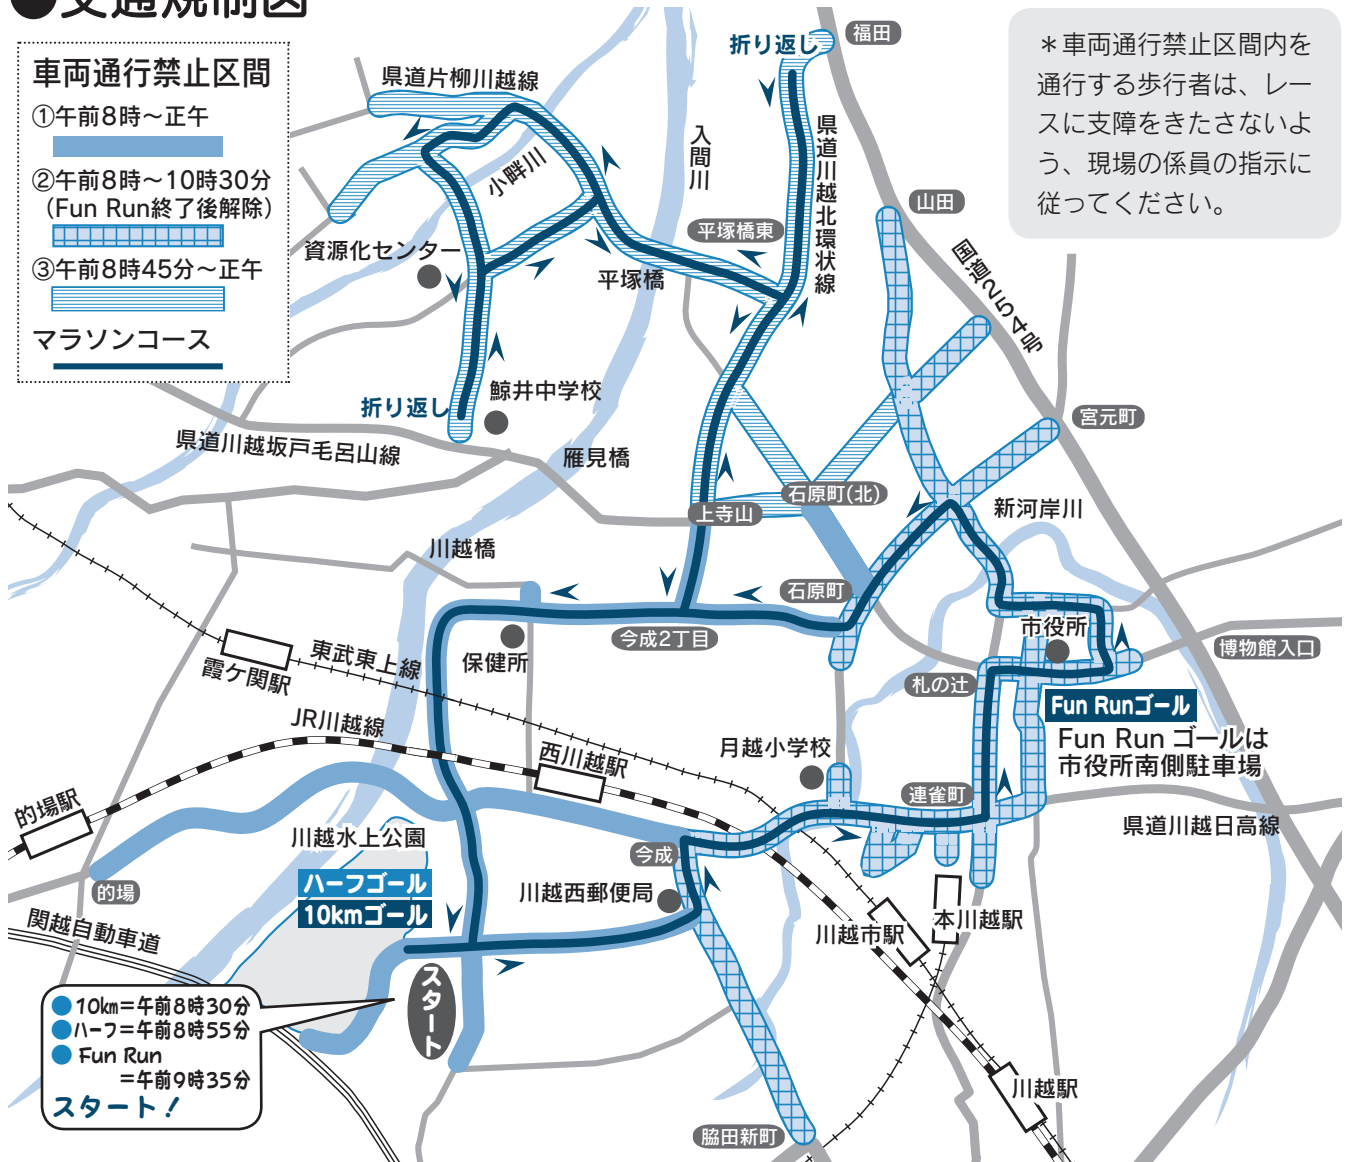 ●交通規制図
車両通行禁止区間
①午前8時～正午
②午前8時～10時30分
（Fun Run終了後解除）
③午前8時45分～正午
マラソンコース
＊車両通行禁止区間内を
通行する歩行者は、レー
スに支障をきたさないよ
う、現場の係員の指示に
従ってください。
折り返し
福田
県道片柳川越線
入間川
県道川越北環状線
小畔川
山田
平塚橋東
国道254号
資源化センター
平塚橋
折り返し
鯨井中学校
宮元町
県道川越坂戸毛呂山線
雁見橋
石原町(北)
上寺山
新河岸川
川越橋
石原町
今成2丁目
市役所
保健所
博物館入口
東武東上線
霞ケ関駅
札の辻
Fun Runゴール
Fun Run ゴールは
市役所南側駐車場
JR川越線
西川越駅
月越小学校
的場駅
連雀町
県道川越日高線
川越水上公園
今成
的場
ハーフゴール
10kmゴール
川越西郵便局
関越自動車道
川越市駅
本川越駅
スタート
10km＝午前8時30分
ハーフ＝午前8時55分
Fun Run
＝午前9時35分
スタート！
川越駅
脇田新町